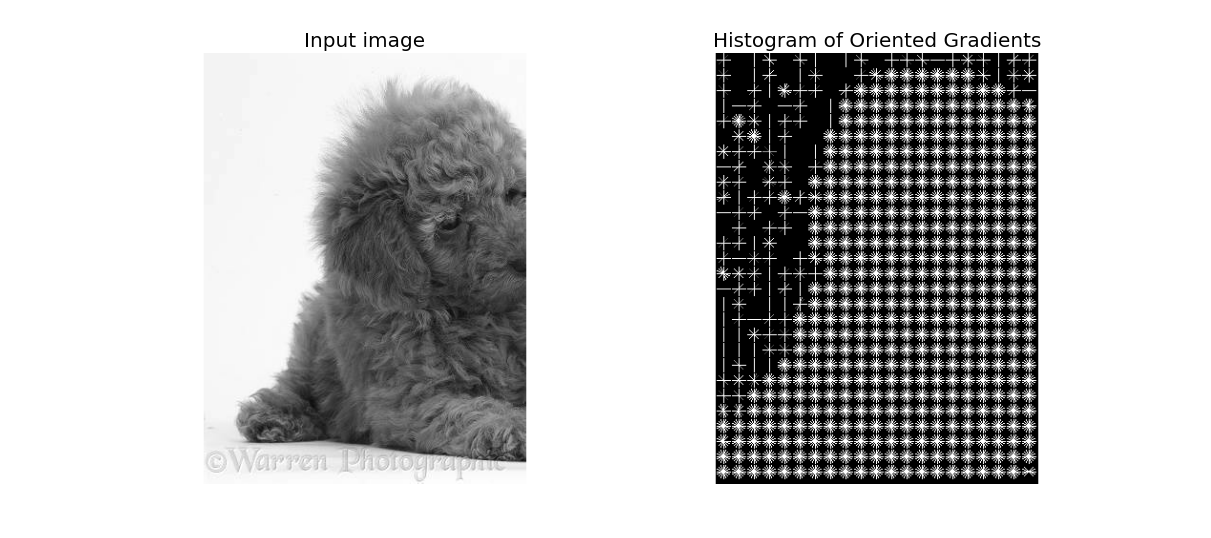 Input image
Histogram of Oriented Gradients
©Warren Photographic